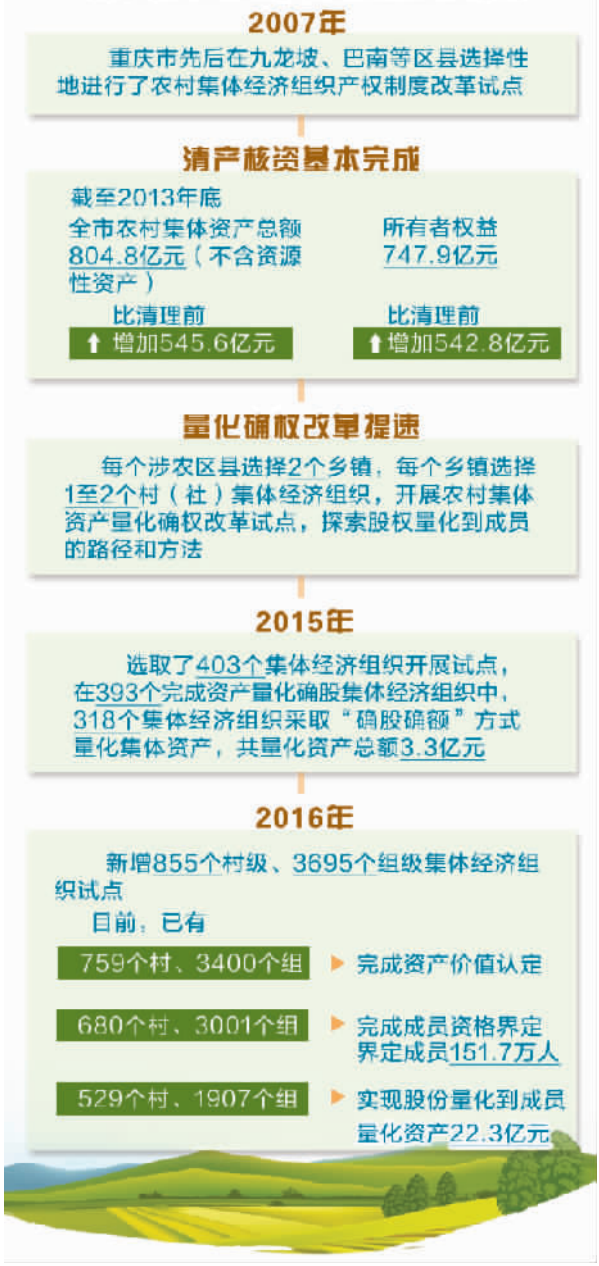 2007年
重庆市先后在九龙坡、巴南等区县选择性
地进行了农村集体经济组织产权制度改革试点
清产核资基本完成
截至2013年底
全市农村集体资产总额
804.8亿元（不含资源
性资产）
比清理前
增加545.6亿元
所有者权益
747.9亿元
比清理前
增加542.8亿元
量化确权改革提速
每个涉农区县选择2个乡镇，每个乡镇选择
1至2个村（社）集体经济组织，开展农村集体
资产量化确权改革试点，探索股权量化到成员
的路径和方法
2015年
选取了403个集体经济组织开展试点，
在393个完成资产量化确股集体经济组织中，
318个集体经济组织采取“确股确额”方式
量化集体资产，共量化资产总额3.3亿元
2016年
新增855个村级、3695个组级集体经济组
织试点
目前，已有
759个村、3400个组
完成资产价值认定
680个村、3001个组
完成成员资格界定
界定成员151.7万人
529个村、1907个组
实现股份量化到成员
量化资产22.3亿元